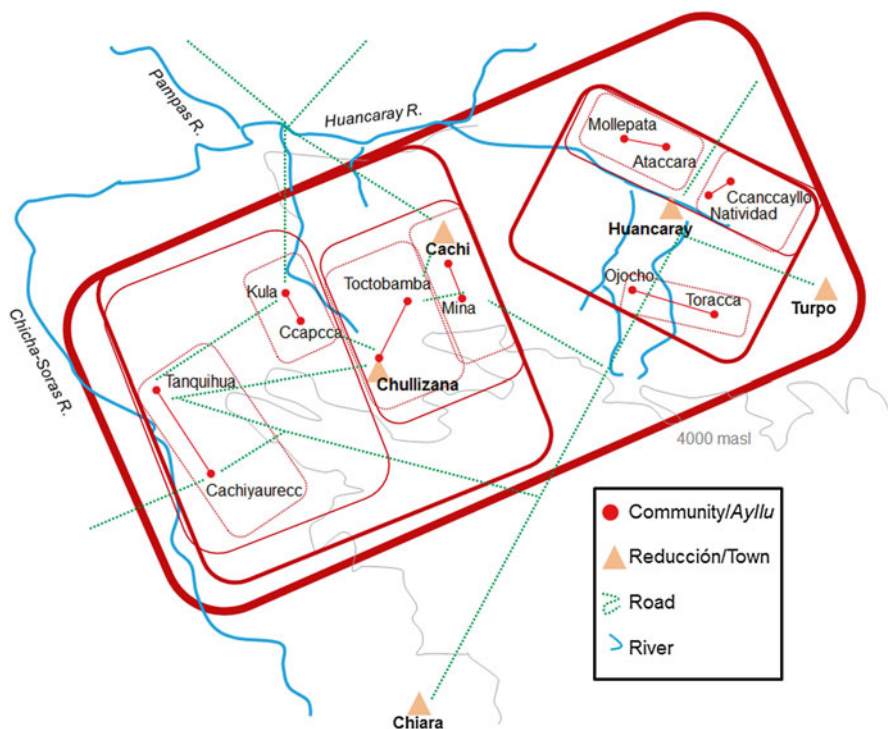 Pampas R.
Huancaray R.
Mollepata
Ataccara
Ccanccayllo
Natividad
Huancaray
Cachi
Toctobamba
Kula
Mina
Ojocho
Toracca
Turpo
Ccapcca
Chicha-Soras R.
Tanquihua
Chullizana
4000 masl
Cachiyaurecc
Community/Ayllu
Reducción/Town
Road
River
Chiara